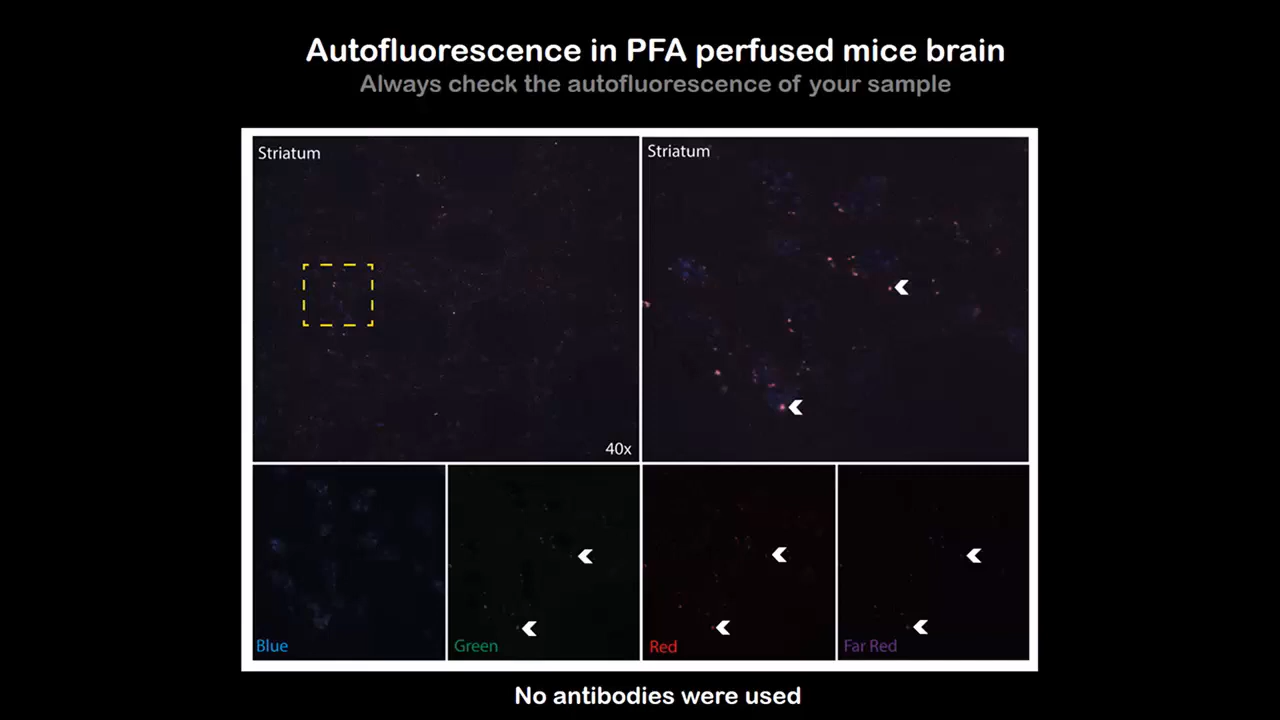 Autofluorescence in PFA perfused mice brain
Always check the autofluorescence of your sample
Striatum
Striatum
40x
Blue
Green
Red
Far Red
No antibodies were used